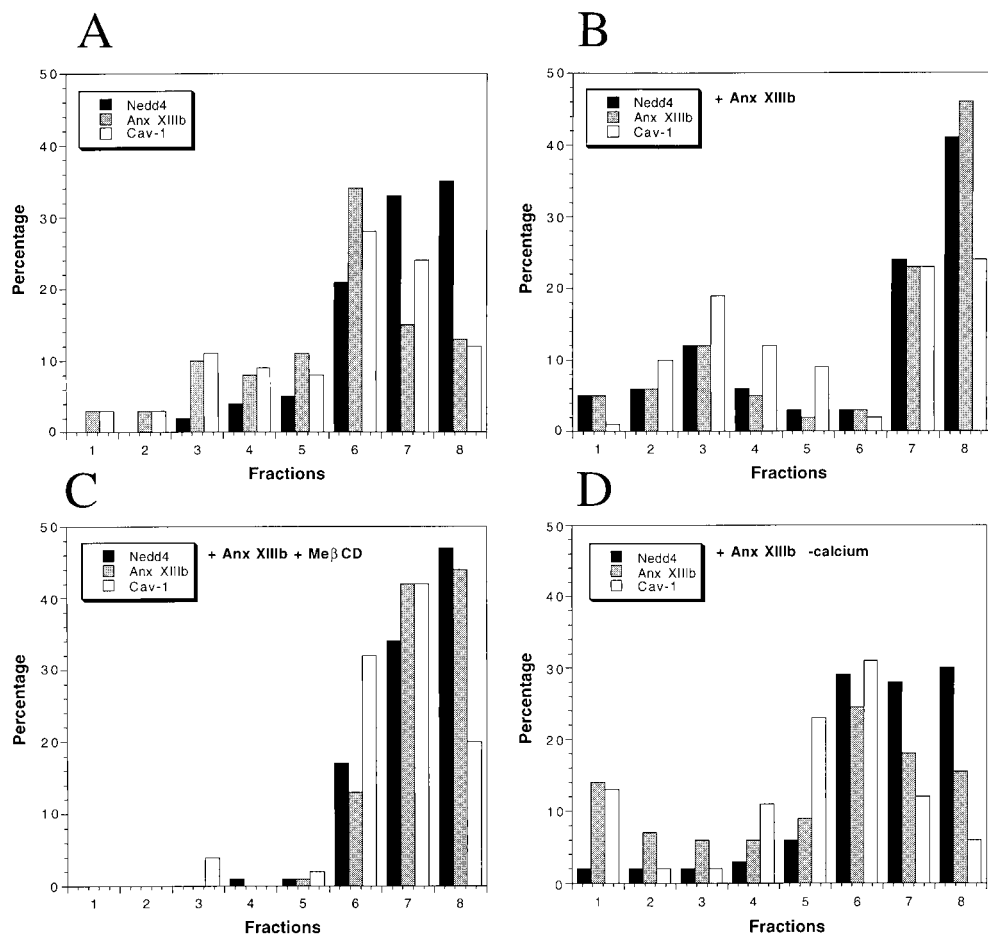 A
50
40
30
20
10
0
Percentage
Nedd4
Anx XIIIb
Cav-1
1 2 3 4 5 6 7 8
Fractions
B
50
40
30
20
10
0
Percentage
Nedd4
Anx XIIIb
Cav-1
+ Anx XIIIb
1 2 3 4 5 6 7 8
Fractions
C
50
40
30
20
10
0
Percentage
Nedd4
Anx XIIIb
Cav-1
+ Anx XIIIb + MeβCD
1 2 3 4 5 6 7 8
Fractions
D
50
40
30
20
10
0
Percentage
Nedd4
Anx XIIIb
Cav-1
+ Anx XIIIb -calcium
1 2 3 4 5 6 7 8
Fractions